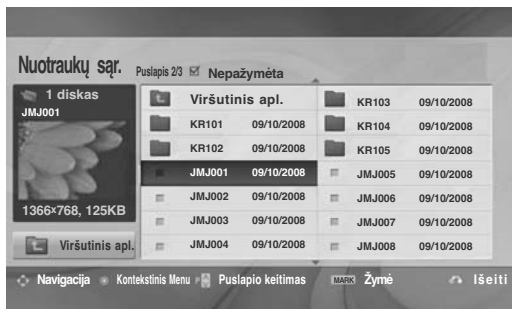 Nuotraukų sąr. Puslapis 2/3 Nepažymėta
1 diskas
JMJ001
1366x768, 125KB
Viršutinis apl.
Viršutinis apl. KR103 09/10/2008
KR101 09/10/2008 KR104 09/10/2008
KR102 09/10/2008 KR105 09/10/2008
JMJ001 09/10/2008 JMJ005 09/10/2008
JMJ002 09/10/2008 JMJ006 09/10/2008
JMJ003 09/10/2008 JMJ007 09/10/2008
JMJ004 09/10/2008 JMJ008 09/10/2008
Navigacija Kontekstinis Menu P Puslapio keitimas MARK Žymė Išeiti